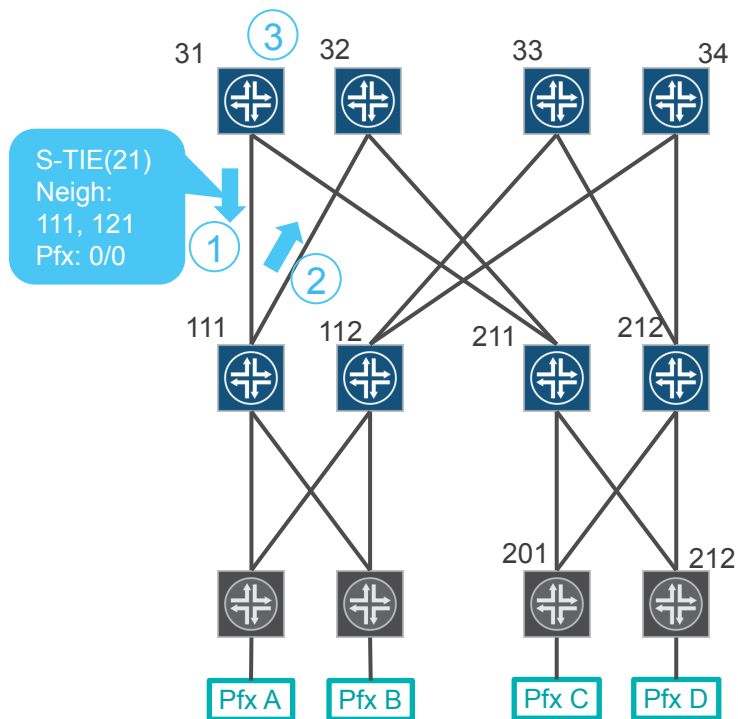 3
31
32
33
34
S-TIE(21)
Neigh:
111, 121
Pfx: 0/0
1
2
111
112
211
212
201
212
Pfx A
Pfx B
Pfx C
Pfx D